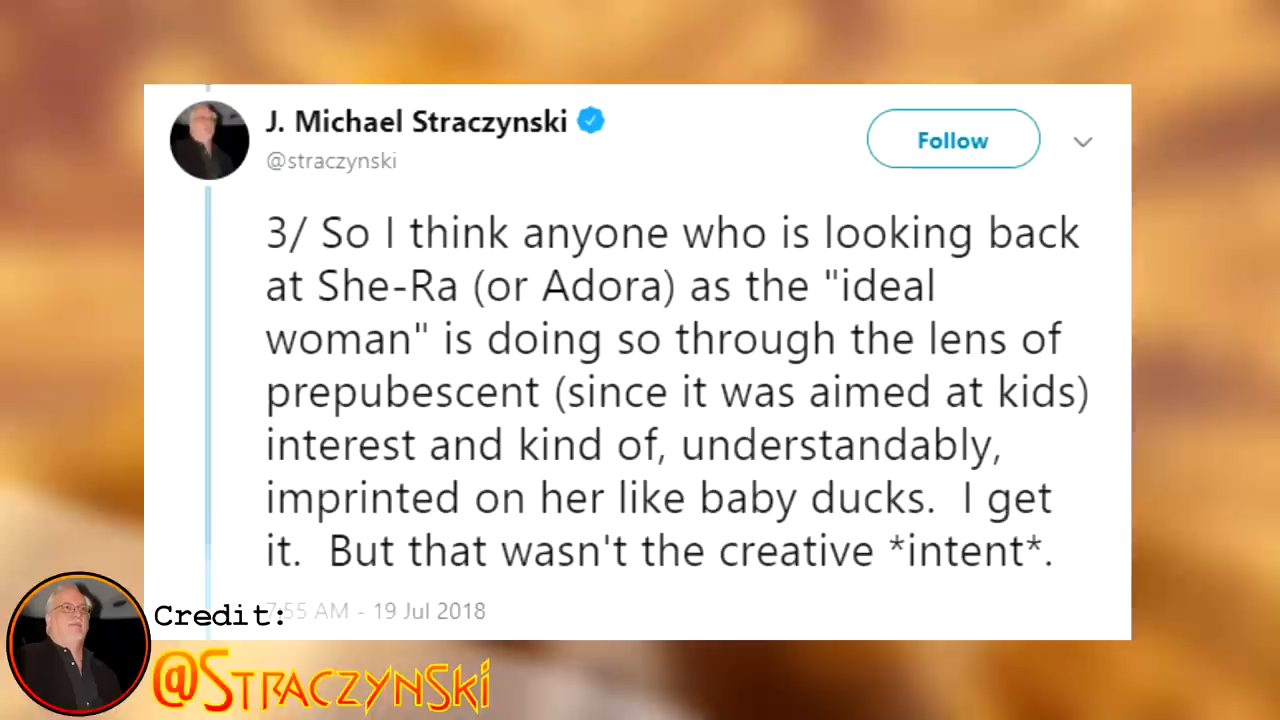 J. Michael Straczynski
@straczynski
Follow
3/ So I think anyone who is looking back
at She-Ra (or Adora) as the "ideal
woman" is doing so through the lens of
prepubescent (since it was aimed at kids)
interest and kind of, understandably,
imprinted on her like baby ducks.  I get
it.  But that wasn't the creative *intent*.
7:55 AM - 19 Jul 2018
Credit:
@Straczynski